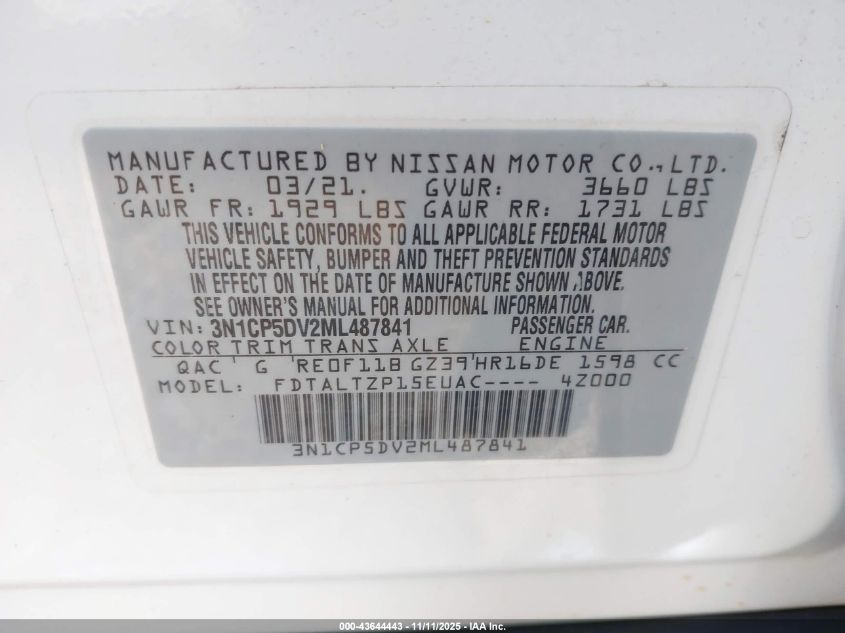 MANUFACTURED BY NISSAN MOTOR CO., LTD.
DATE: 03/21. GVWR: 3660 LBS
GAWR FR: 1929 LBS GAWR RR: 1731 LBS
THIS VEHICLE CONFORMS TO ALL APPLICABLE FEDERAL MOTOR
VEHICLE SAFETY, BUMPER AND THEFT PREVENTION STANDARDS
IN EFFECT ON THE DATE OF MANUFACTURE SHOWN ABOVE.
SEE OWNER'S MANUAL FOR ADDITIONAL INFORMATION.
VIN: 3N1CP5DV2ML487841 PASSENGER CAR.
COLOR TRIM TRANS AXLE ENGINE
QAC G RE0F11B GZ39 HR16DE 1598 CC
MODEL: FDTALTZP15EUAC---- 4Z000
3N1CP5DV2ML487841
000-43644443 - 11/11/2025 - IAA Inc.